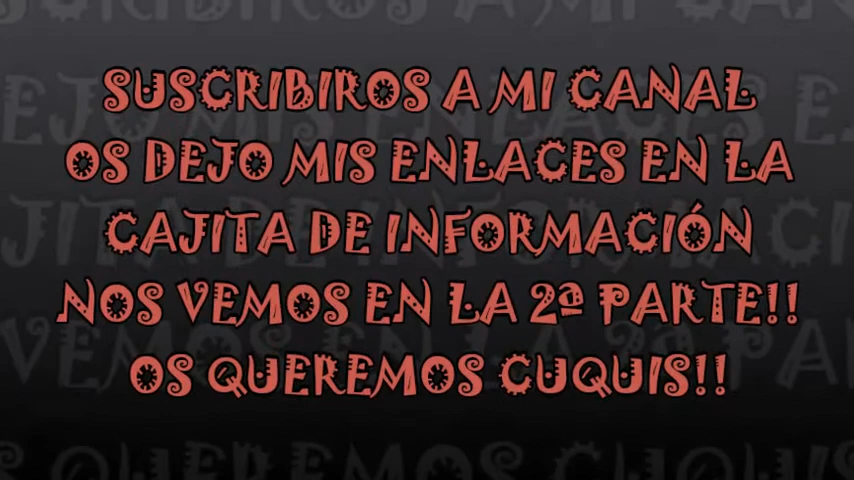 SUSCRIBIROS A MI CANAL
OS DEJO MIS ENLACES EN LA
CAJITA DE INFORMACIÓN
NOS VEMOS EN LA 2ª PARTE!!
OS QUEREMOS CUQUIS!!